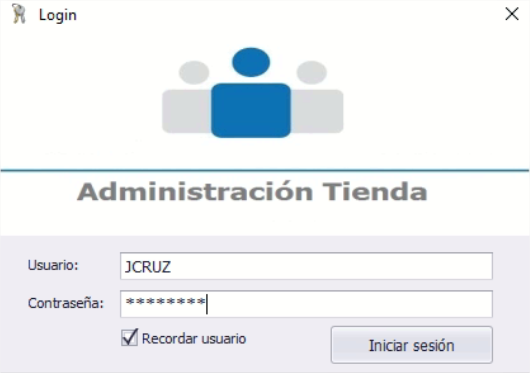 Login
Administración Tienda
Usuario: JCRUZ
Contraseña: ********
Recordar usuario
Iniciar sesión